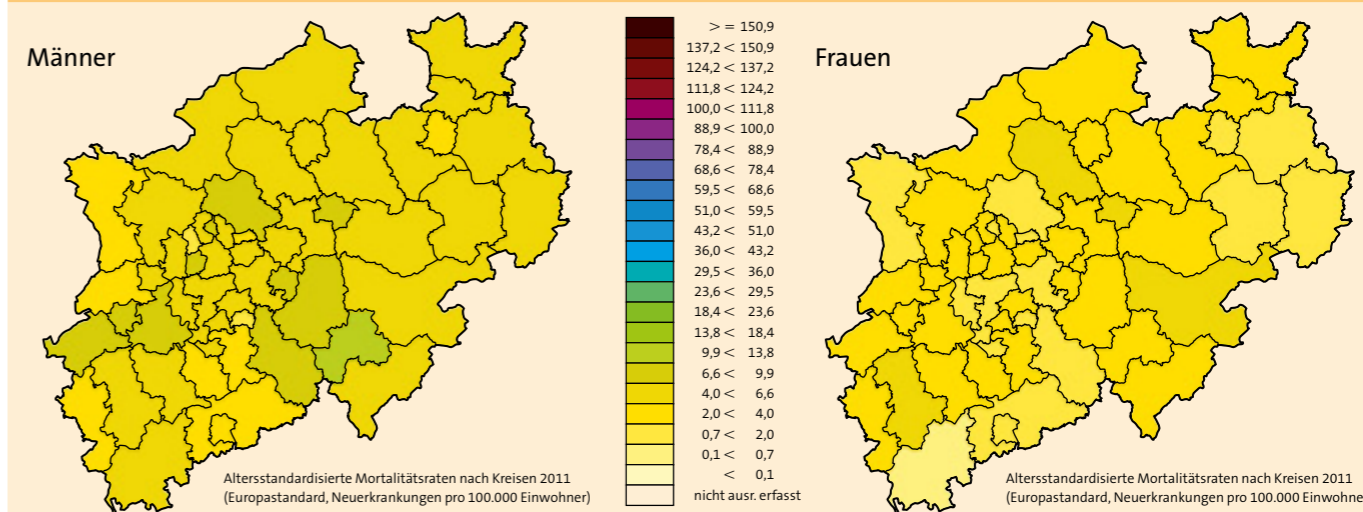 Männer
> = 150,9
137,2 < 150,9
124,2 < 137,2
111,8 < 124,2
100,0 < 111,8
88,9 < 100,0
78,4 < 88,9
68,6 < 78,4
59,5 < 68,6
51,0 < 59,5
43,2 < 51,0
36,0 < 43,2
29,5 < 36,0
23,6 < 29,5
18,4 < 23,6
13,8 < 18,4
9,9 < 13,8
6,6 < 9,9
4,0 < 6,6
2,0 < 4,0
0,7 < 2,0
0,1 < 0,7
< 0,1
nicht ausr. erfasst
Altersstandardisierte Mortalitätsraten nach Kreisen 2011
(Europastandard, Neuerkrankungen pro 100.000 Einwohner)
Frauen
Altersstandardisierte Mortalitätsraten nach Kreisen 2011
(Europastandard, Neuerkrankungen pro 100.000 Einwohne